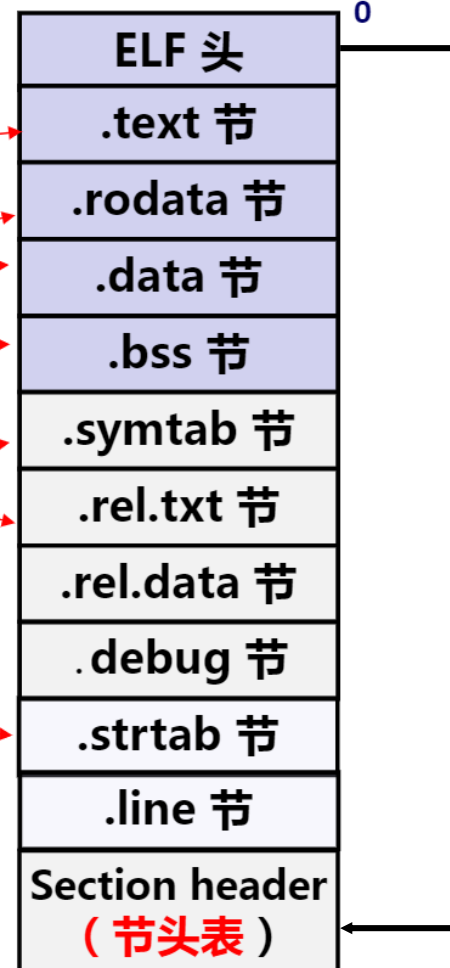 0
ELF 头
.text 节
.rodata 节
.data 节
.bss 节
.symtab 节
.rel.txt 节
.rel.data 节
.debug 节
.strtab 节
.line 节
Section header
（节头表）